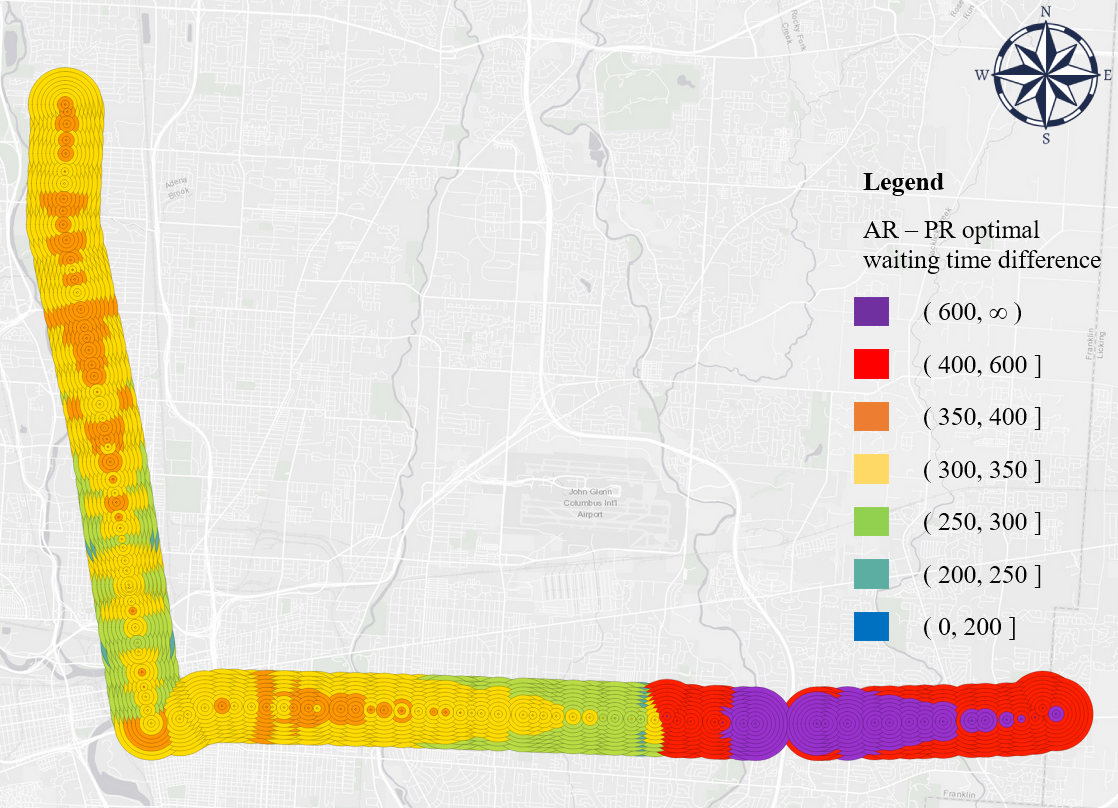 N
W E
S
Rocky Fork
Creek
Adena
Brook
Legend
AR – PR optimal
waiting time difference
( 600, ∞ )
( 400, 600 ]
( 350, 400 ]
( 300, 350 ]
( 250, 300 ]
( 200, 250 ]
( 0, 200 ]
Franklin
Licking
John Glenn
Columbus Int'l
Airport
Franklin